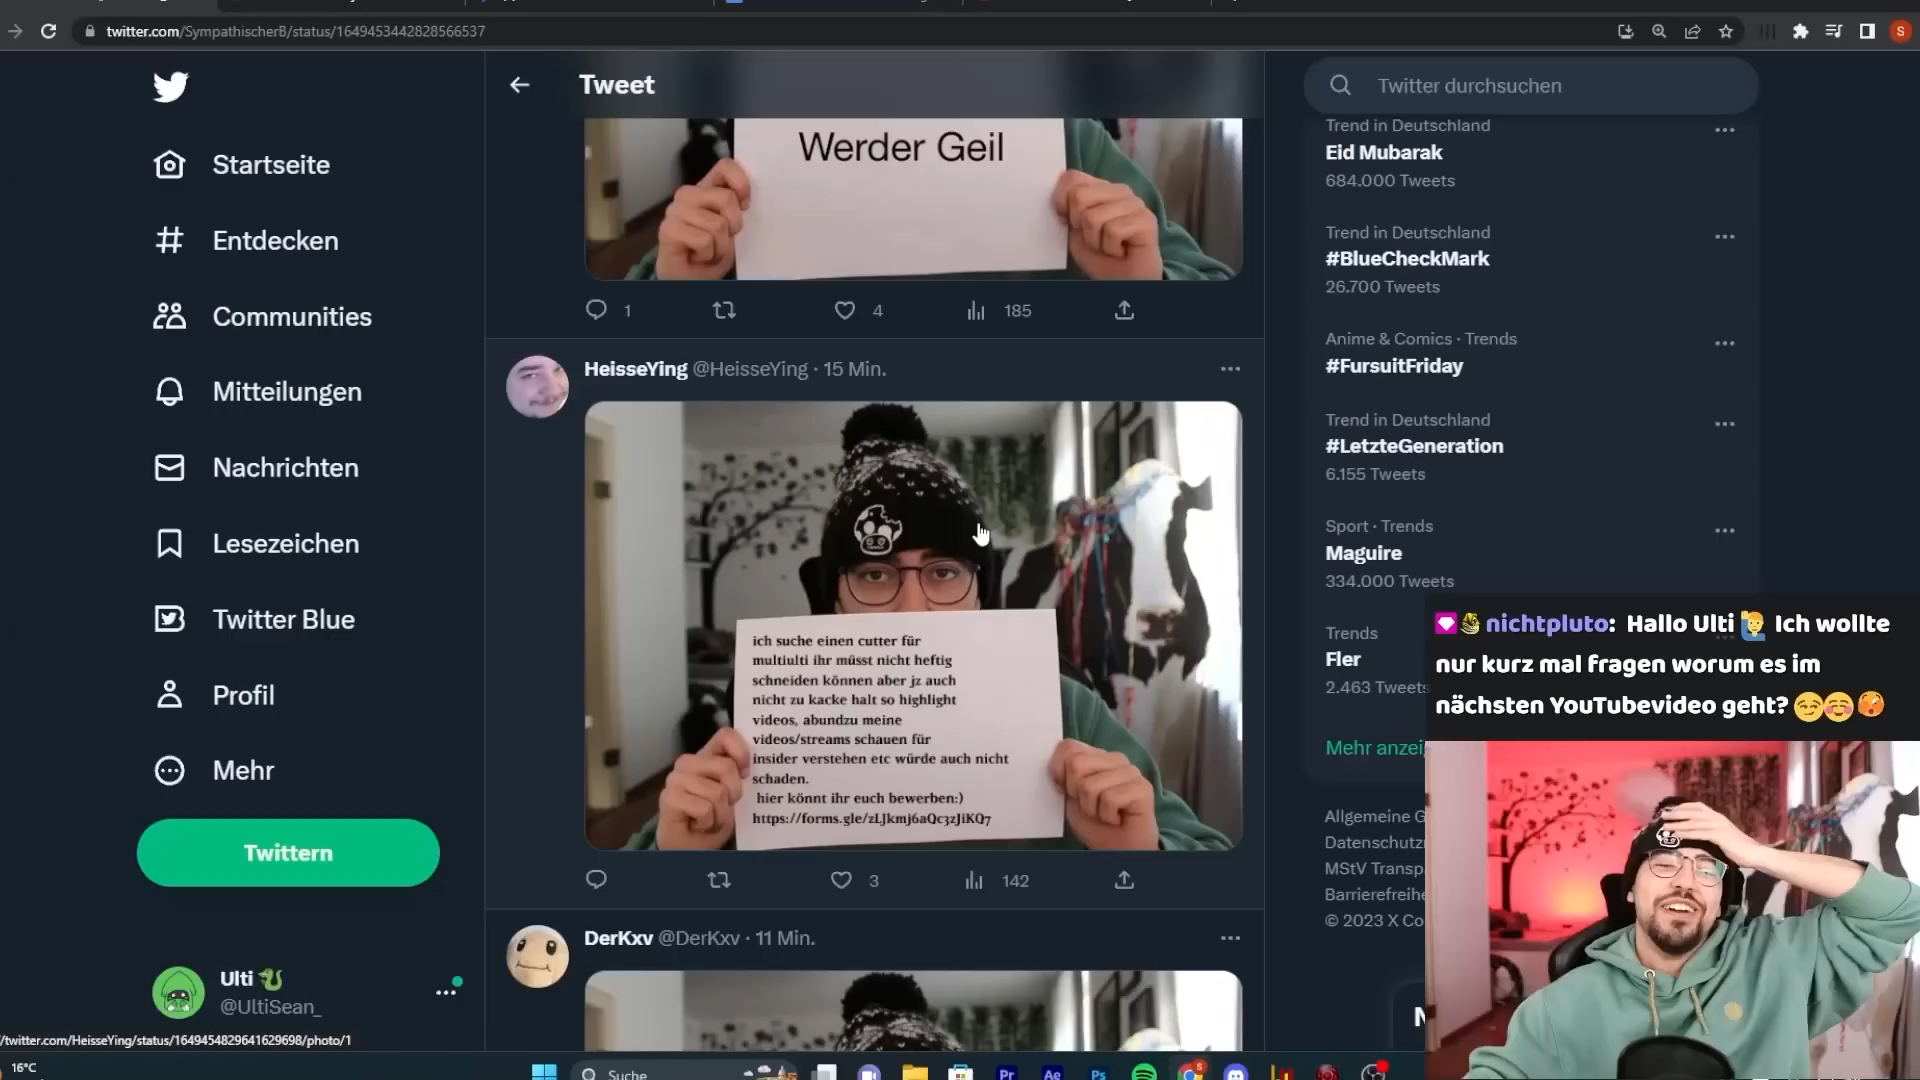 twitter.com/SympathischerB/status/1649453442828566537
S
Startseite
Entdecken
Communities
Mitteilungen
Nachrichten
Lesezeichen
Twitter Blue
Profil
Mehr
Twittern
Ulti
@UltiSean_
/twitter.com/HeisseYing/status/1649454829641629698/photo/1
16°C
Tweet
Werder Geil
1
4
185
HeisseYing @HeisseYing · 15 Min.
ich suche einen cutter für
multiulti ihr müsst nicht heftig
schneiden können aber jz auch
nicht zu kacke halt so highlight
videos, abundzu meine
videos/streams schauen für
insider verstehen etc würde auch nicht
schaden.
hier könnt ihr euch bewerben:)
https://forms.gle/zLJkmj6aQc3zJiKQ7
3
142
DerKxv @DerKxv · 11 Min.
Twitter durchsuchen
Trend in Deutschland
Eid Mubarak
684.000 Tweets
Trend in Deutschland
#BlueCheckMark
26.700 Tweets
Anime & Comics · Trends
#FursuitFriday
Trend in Deutschland
#LetzteGeneration
6.155 Tweets
Sport · Trends
Maguire
334.000 Tweets
Trends
Fler
2.463 Tweets
Mehr anzei
Allgemeine G
Datenschutz
MStV Transp
Barrierefreihe
© 2023 X Co
nichtpluto: Hallo Ulti 🙋‍♂️ Ich wollte
nur kurz mal fragen worum es im
nächsten YouTubevideo geht? 😏☺️🥵
Suche
Pr
Ae
Ps